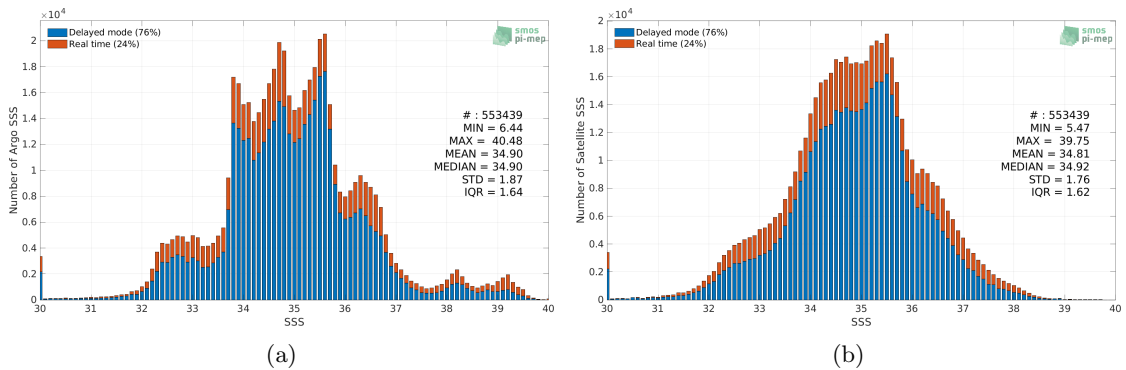 ×10⁴
Delayed mode (76%)
Real time (24%)
smos
pi-mep
# : 553439
MIN = 6.44
MAX = 40.48
MEAN = 34.90
MEDIAN = 34.90
STD = 1.87
IQR = 1.64
Number of Argo SSS
2
1.8
1.6
1.4
1.2
1
0.8
0.6
0.4
0.2
0
30 31 32 33 34 35 36 37 38 39 40
SSS
(a)
×10⁴
Delayed mode (76%)
Real time (24%)
smos
pi-mep
# : 553439
MIN = 5.47
MAX = 39.75
MEAN = 34.81
MEDIAN = 34.92
STD = 1.76
IQR = 1.62
Number of Satellite SSS
2
1.8
1.6
1.4
1.2
1
0.8
0.6
0.4
0.2
0
30 31 32 33 34 35 36 37 38 39 40
SSS
(b)